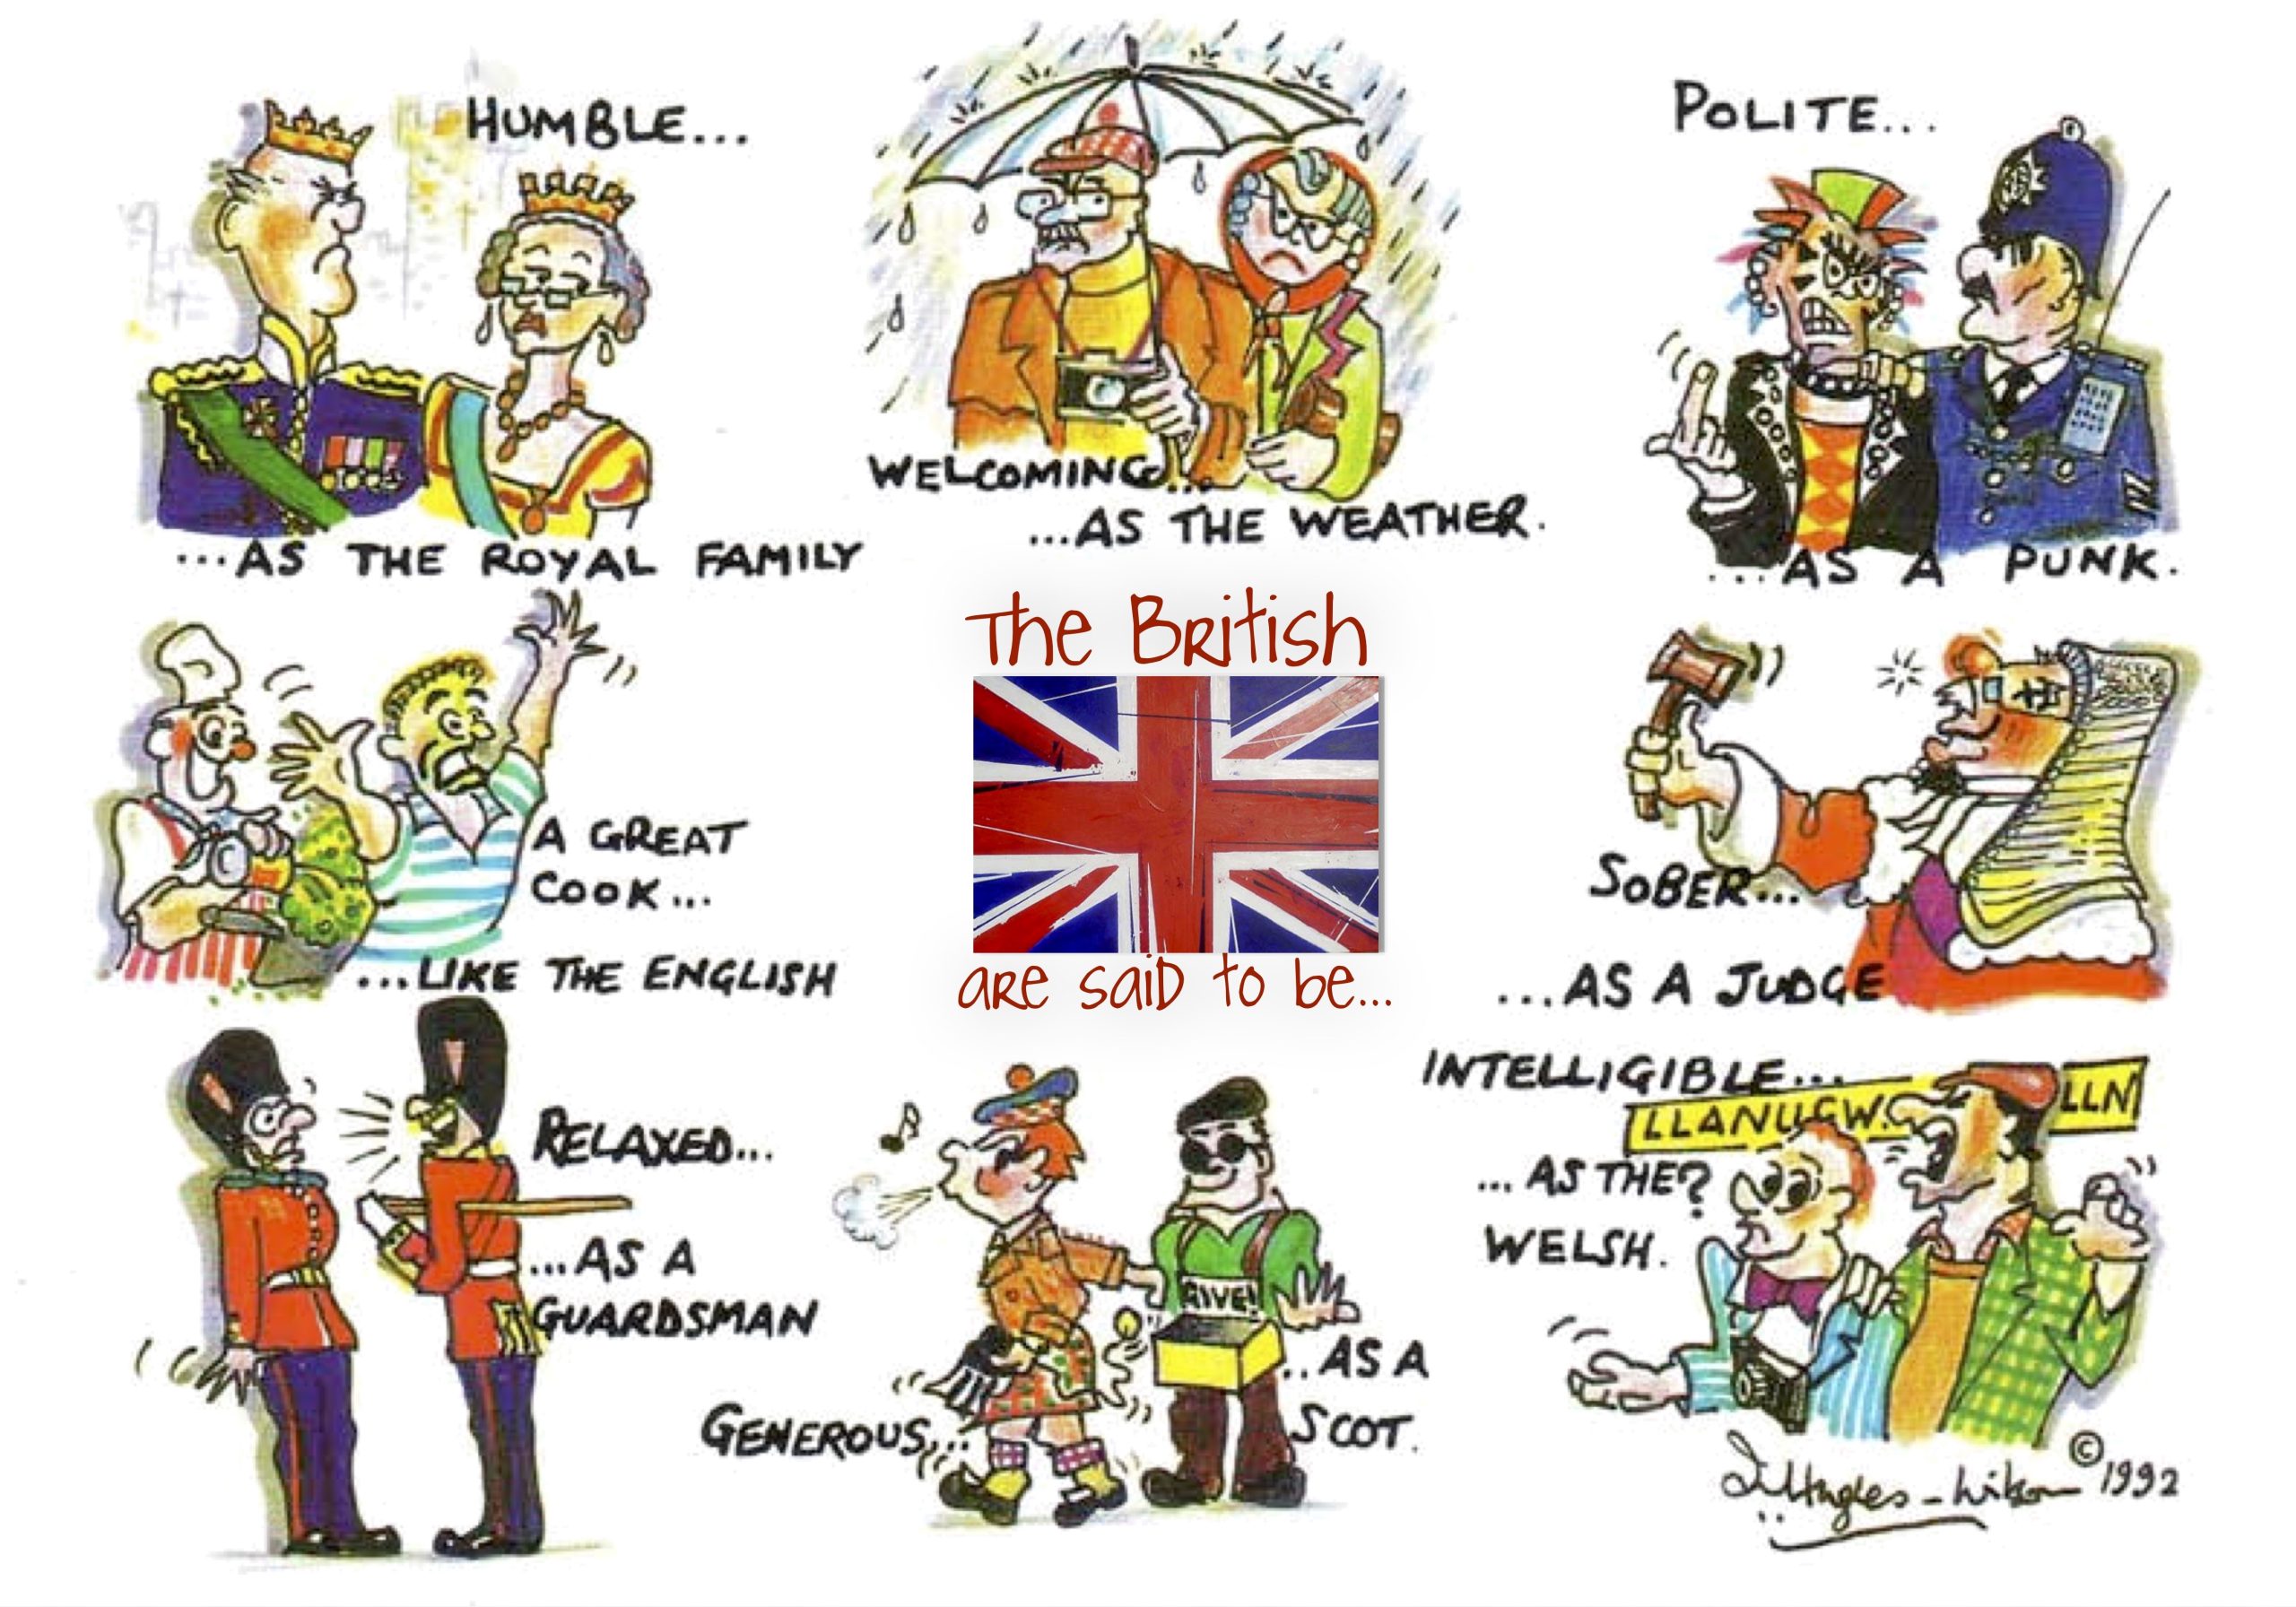 HUMBLE...
...AS THE ROYAL FAMILY
WELCOMING...
...AS THE WEATHER.
POLITE...
...AS A PUNK.
A GREAT
COOK...
...LIKE THE ENGLISH
The British
are said to be...
SOBER...
...AS A JUDGE
RELAXED...
...AS A
GUARDSMAN
GENEROUS...
GIVE!
...AS A
SCOT.
INTELLIGIBLE...
LLANUGW. LLN
...AS THE?
WELSH.
© 1992